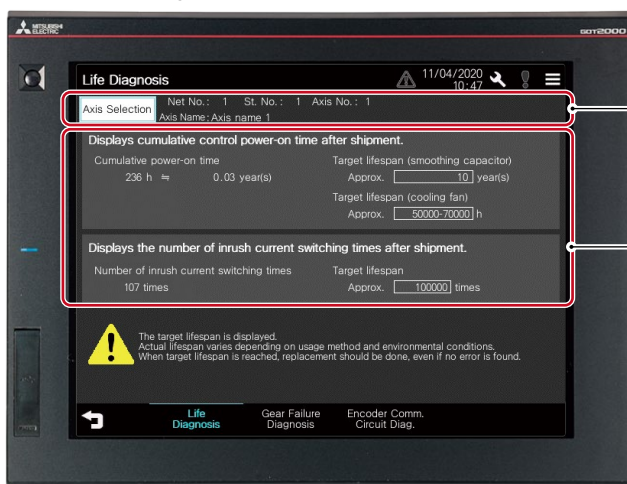 MITSUBISHI
ELECTRIC
GOT2000
Life Diagnosis
11/04/2020
10:47
Axis Selection
Net No.: 1 St. No.: 1 Axis No.: 1
Axis Name:Axis name 1
Displays cumulative control power-on time after shipment.
Cumulative power-on time
Target lifespan (smoothing capacitor)
236 h ≒ 0.03 year(s)
Approx. 10 year(s)
Target lifespan (cooling fan)
Approx. 50000-70000 h
Displays the number of inrush current switching times after shipment.
Number of inrush current switching times
Target lifespan
107 times
Approx. 100000 times
The target lifespan is displayed.
Actual lifespan varies depending on usage method and environmental conditions.
When target lifespan is reached, replacement should be done, even if no error is found.
Life
Diagnosis
Gear Failure
Diagnosis
Encoder Comm.
Circuit Diag.